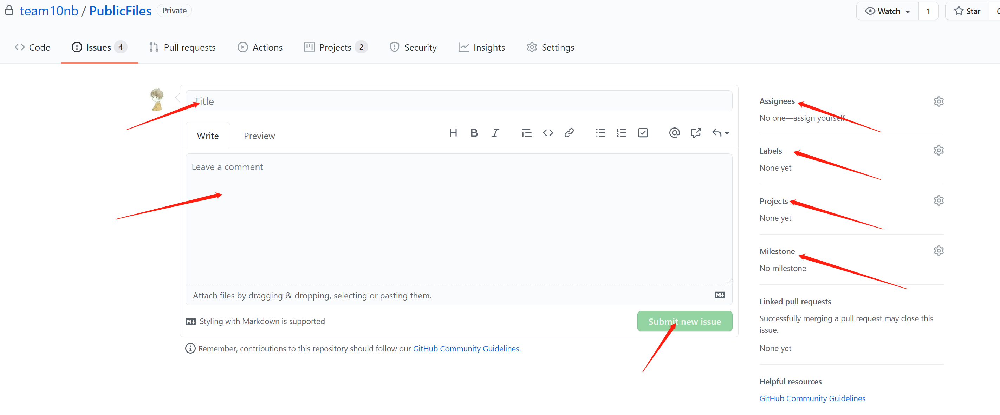 team10nb / PublicFiles Private Watch 1 Star
Code Issues 4 Pull requests Actions Projects 2 Security Insights Settings
Title
Write Preview
Leave a comment
Attach files by dragging & dropping, selecting or pasting them.
Styling with Markdown is supported
Submit new issue
Remember, contributions to this repository should follow our GitHub Community Guidelines.
Assignees
No one—assign yourself
Labels
None yet
Projects
None yet
Milestone
No milestone
Linked pull requests
Successfully merging a pull request may close this
issue.
None yet
Helpful resources
GitHub Community Guidelines